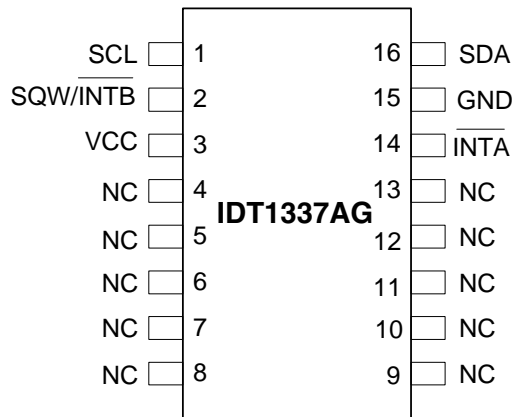 SCL 1 16 SDA
SQW/INTB 2 15 GND
VCC 3 14 INTA
NC 4 13 NC
IDT1337AG
NC 5 12 NC
NC 6 11 NC
NC 7 10 NC
NC 8 9 NC